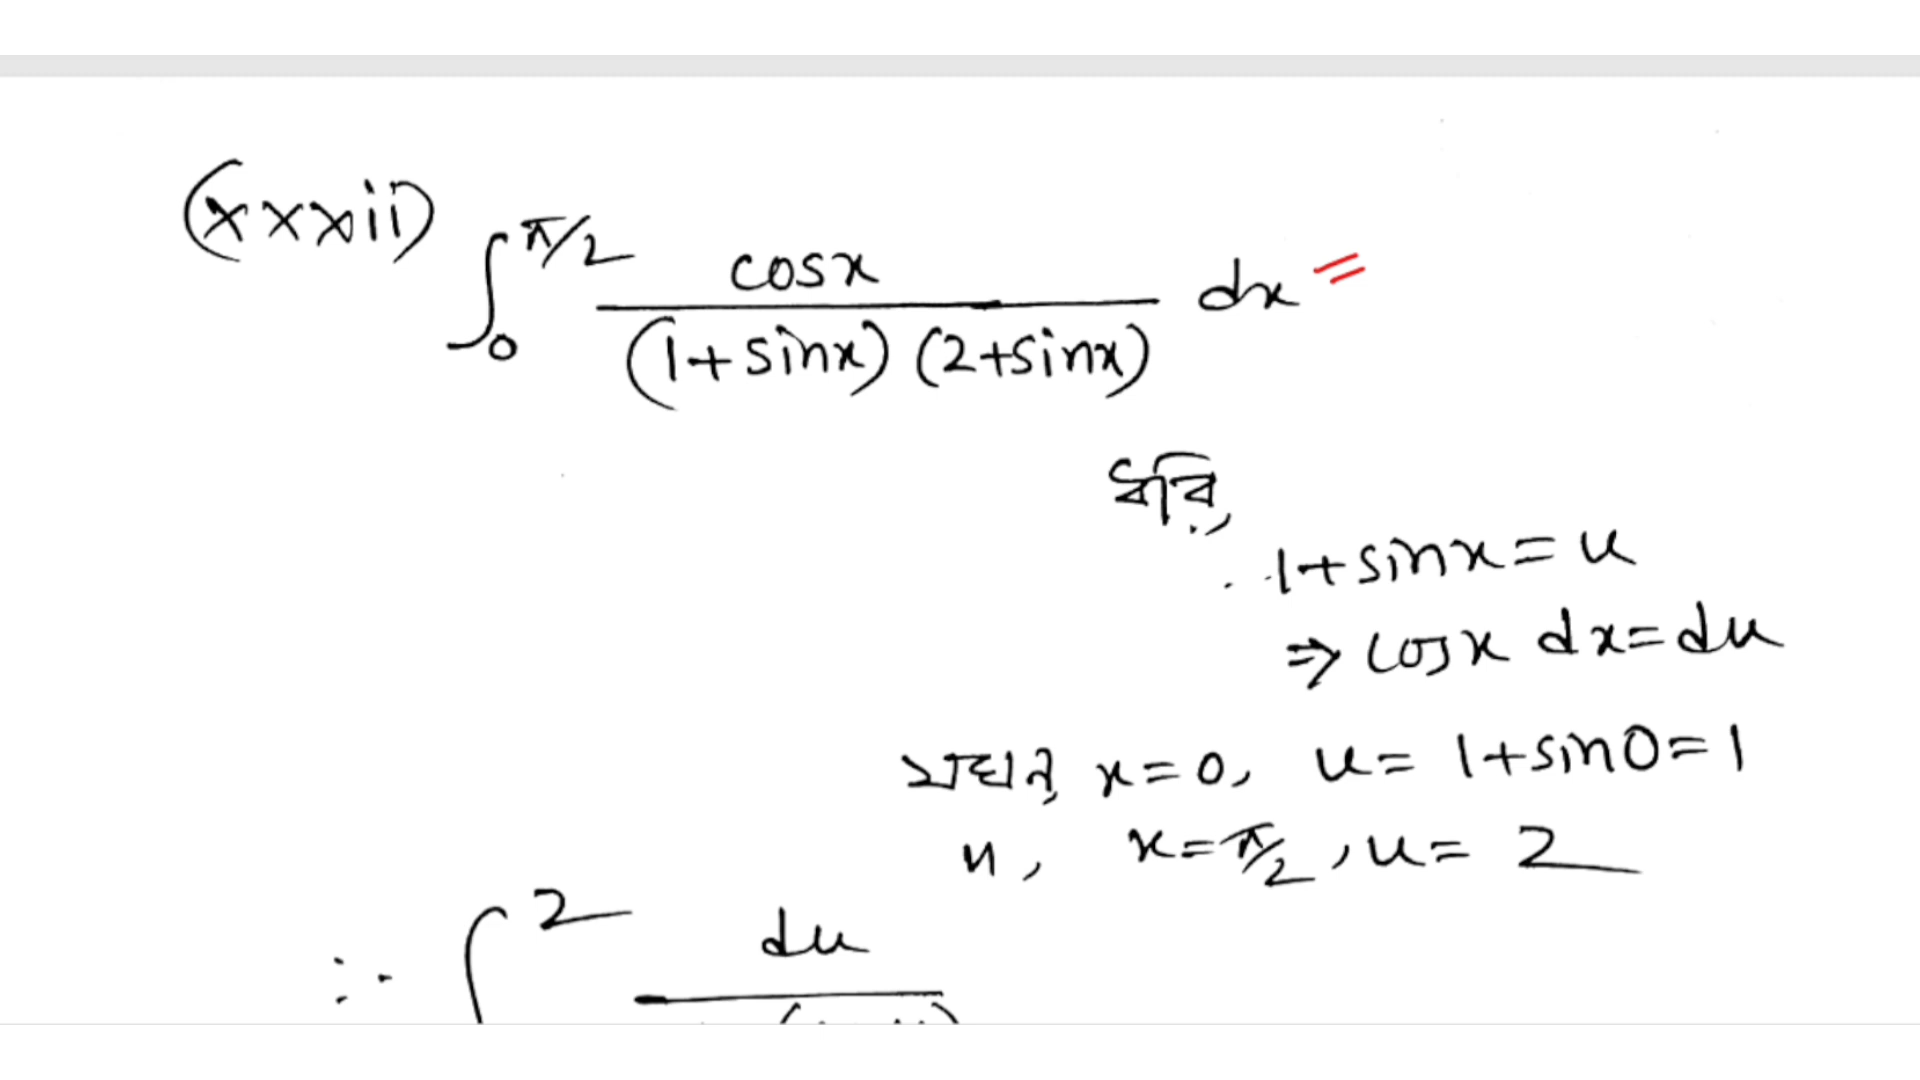 (xxxii) ∫₀^π/2 cosx / (1+sinx) (2+sinx) dx =
ধরি,
1+sinx = u
⇒ cosx dx = du
যখন, x=0, u= 1+sin0 = 1
", x=π/2, u= 2
∴ ∫² du